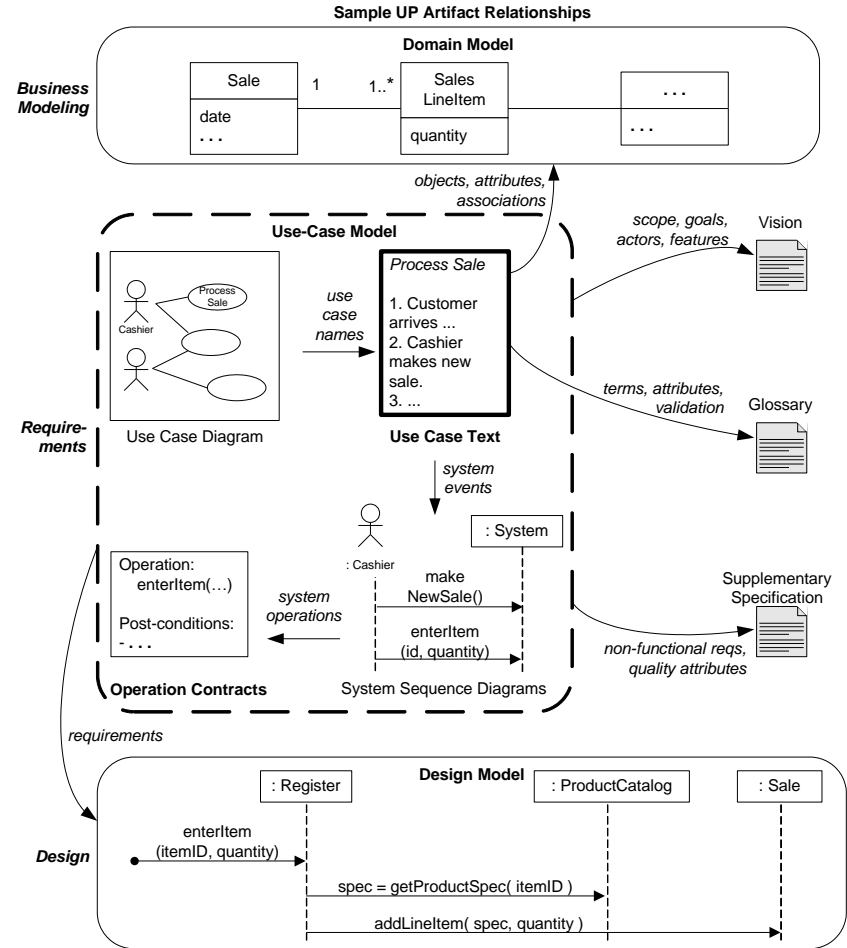 Sample UP Artifact Relationships
Domain Model
Business
Modeling
Sale
1
1..*
Sales
LineItem
. . .
date
. . .
quantity
. . .
objects, attributes,
associations
scope, goals,
actors, features
Vision
Use-Case Model
Process
Sale
Cashier
use
case
names
Process Sale
1. Customer
arrives ...
2. Cashier
makes new
sale.
3. ...
terms, attributes,
validation
Glossary
Require-
ments
Use Case Diagram
Use Case Text
system
events
: Cashier
: System
make
NewSale()
enterItem
(id, quantity)
Operation:
enterItem(…)
Post-conditions:
- . . .
system
operations
Supplementary
Specification
non-functional reqs,
quality attributes
Operation Contracts
System Sequence Diagrams
requirements
Design Model
: Register
: ProductCatalog
: Sale
Design
enterItem
(itemID, quantity)
spec = getProductSpec( itemID )
addLineItem( spec, quantity )